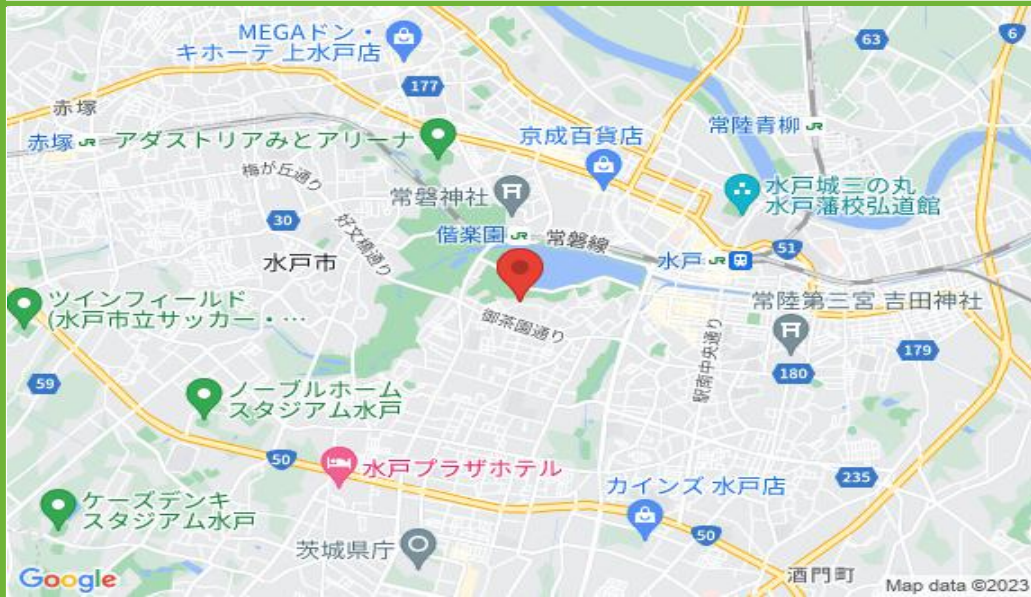 MEGAドン・
キホーテ 上水戸店
63
6
177
赤塚
赤塚 JR
アダストリアみとアリーナ
京成百貨店
常陸青柳 JR
梅が丘通り
常磐神社
水戸城三の丸
水戸藩校弘道館
30
好文橋通り
偕楽園 JR
常磐線
51
水戸市
水戸 JR
ツインフィールド
(水戸市立サッカー・…
御茶園通り
常陸第三宮 吉田神社
駅南中央通り
179
180
59
ノーブルホーム
スタジアム水戸
50
水戸プラザホテル
235
カインズ 水戸店
ケーズデンキ
スタジアム水戸
50
茨城県庁
酒門町
Google
Map data ©2023